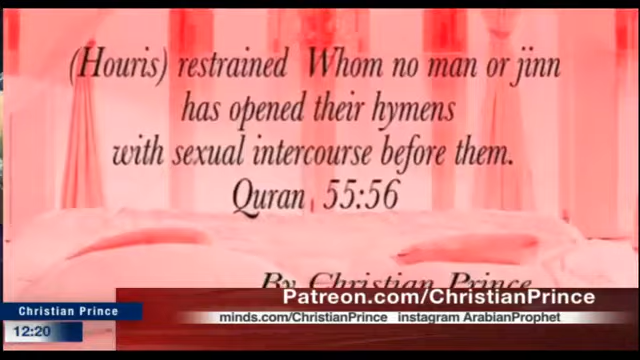 (Houris) restrained Whom no man or jinn
has opened their hymens
with sexual intercourse before them.
Quran 55:56
By Christian Prince
Patreon.com/ChristianPrince
Christian Prince
minds.com/ChristianPrince instagram ArabianProphet
12:20